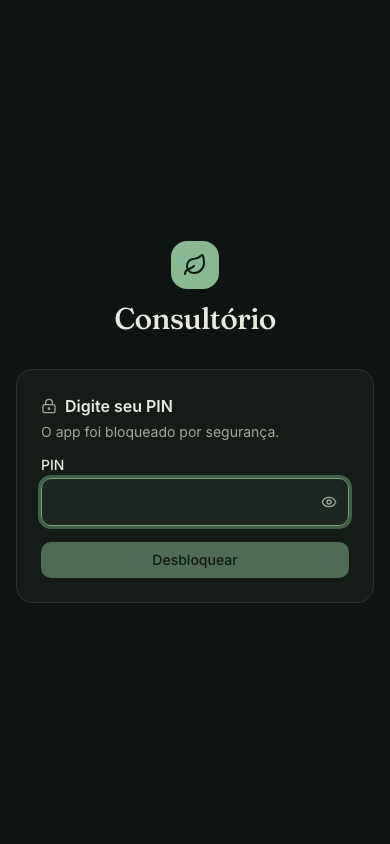 Consultório
Digite seu PIN
O app foi bloqueado por segurança.
PIN
Desbloquear